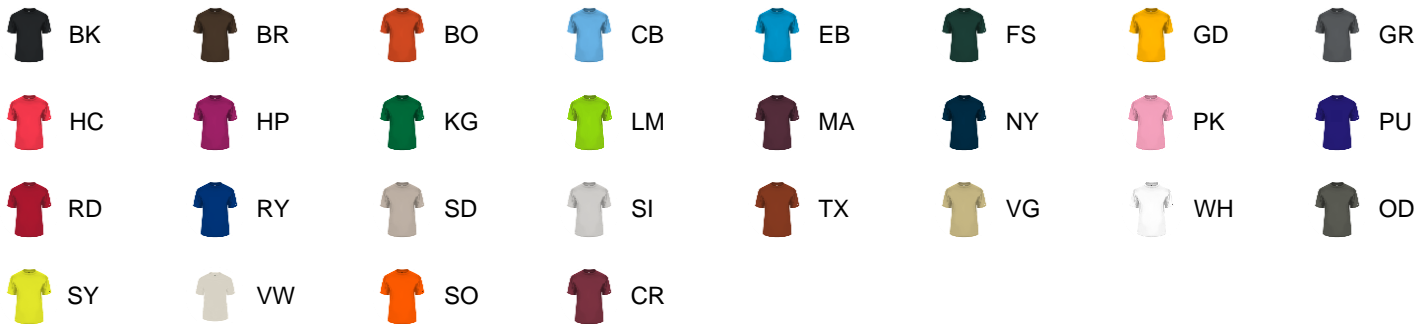 BK BR BO CB EB FS GD GR
HC HP KG LM MA NY PK PU
RD RY SD SI TX VG WH OD
SY VW SO CR